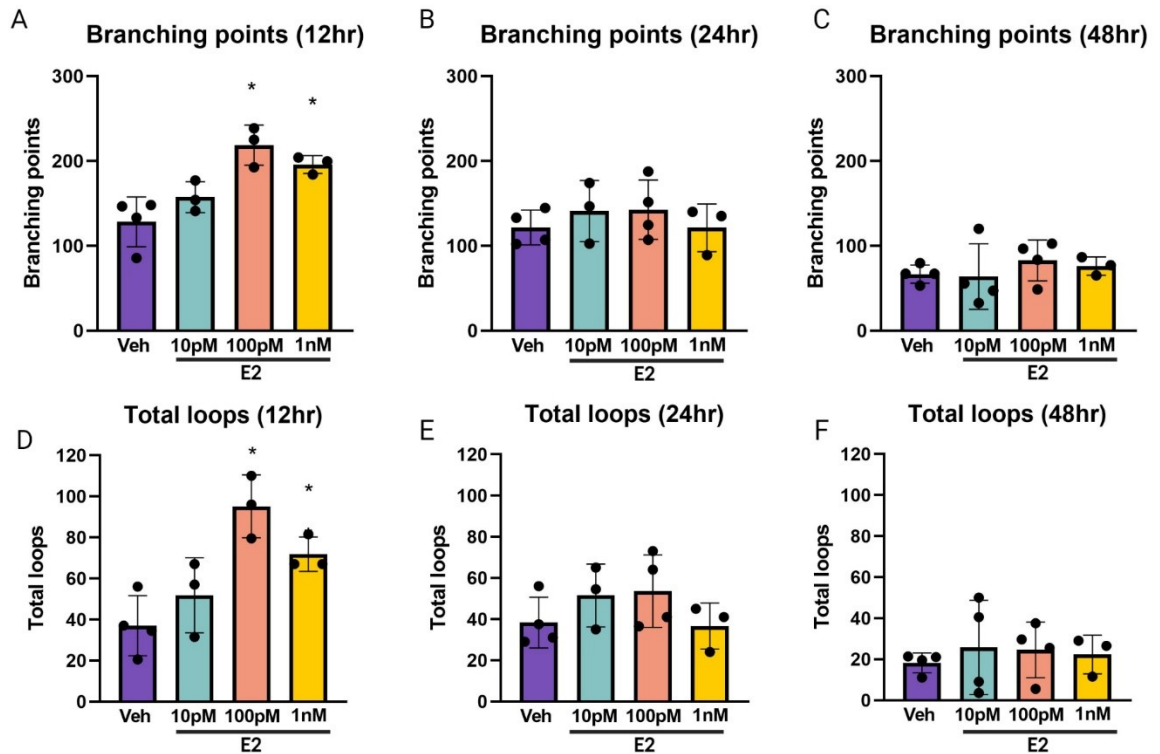 A
Branching points (12hr)
Branching points
300
200
100
0
*
*
Veh 10pM 100pM 1nM
E2
B
Branching points (24hr)
Branching points
300
200
100
0
Veh 10pM 100pM 1nM
E2
C
Branching points (48hr)
Branching points
300
200
100
0
Veh 10pM 100pM 1nM
E2
D
Total loops (12hr)
Total loops
120
100
80
60
40
20
0
*
*
Veh 10pM 100pM 1nM
E2
E
Total loops (24hr)
Total loops
120
100
80
60
40
20
0
Veh 10pM 100pM 1nM
E2
F
Total loops (48hr)
Total loops
120
100
80
60
40
20
0
Veh 10pM 100pM 1nM
E2